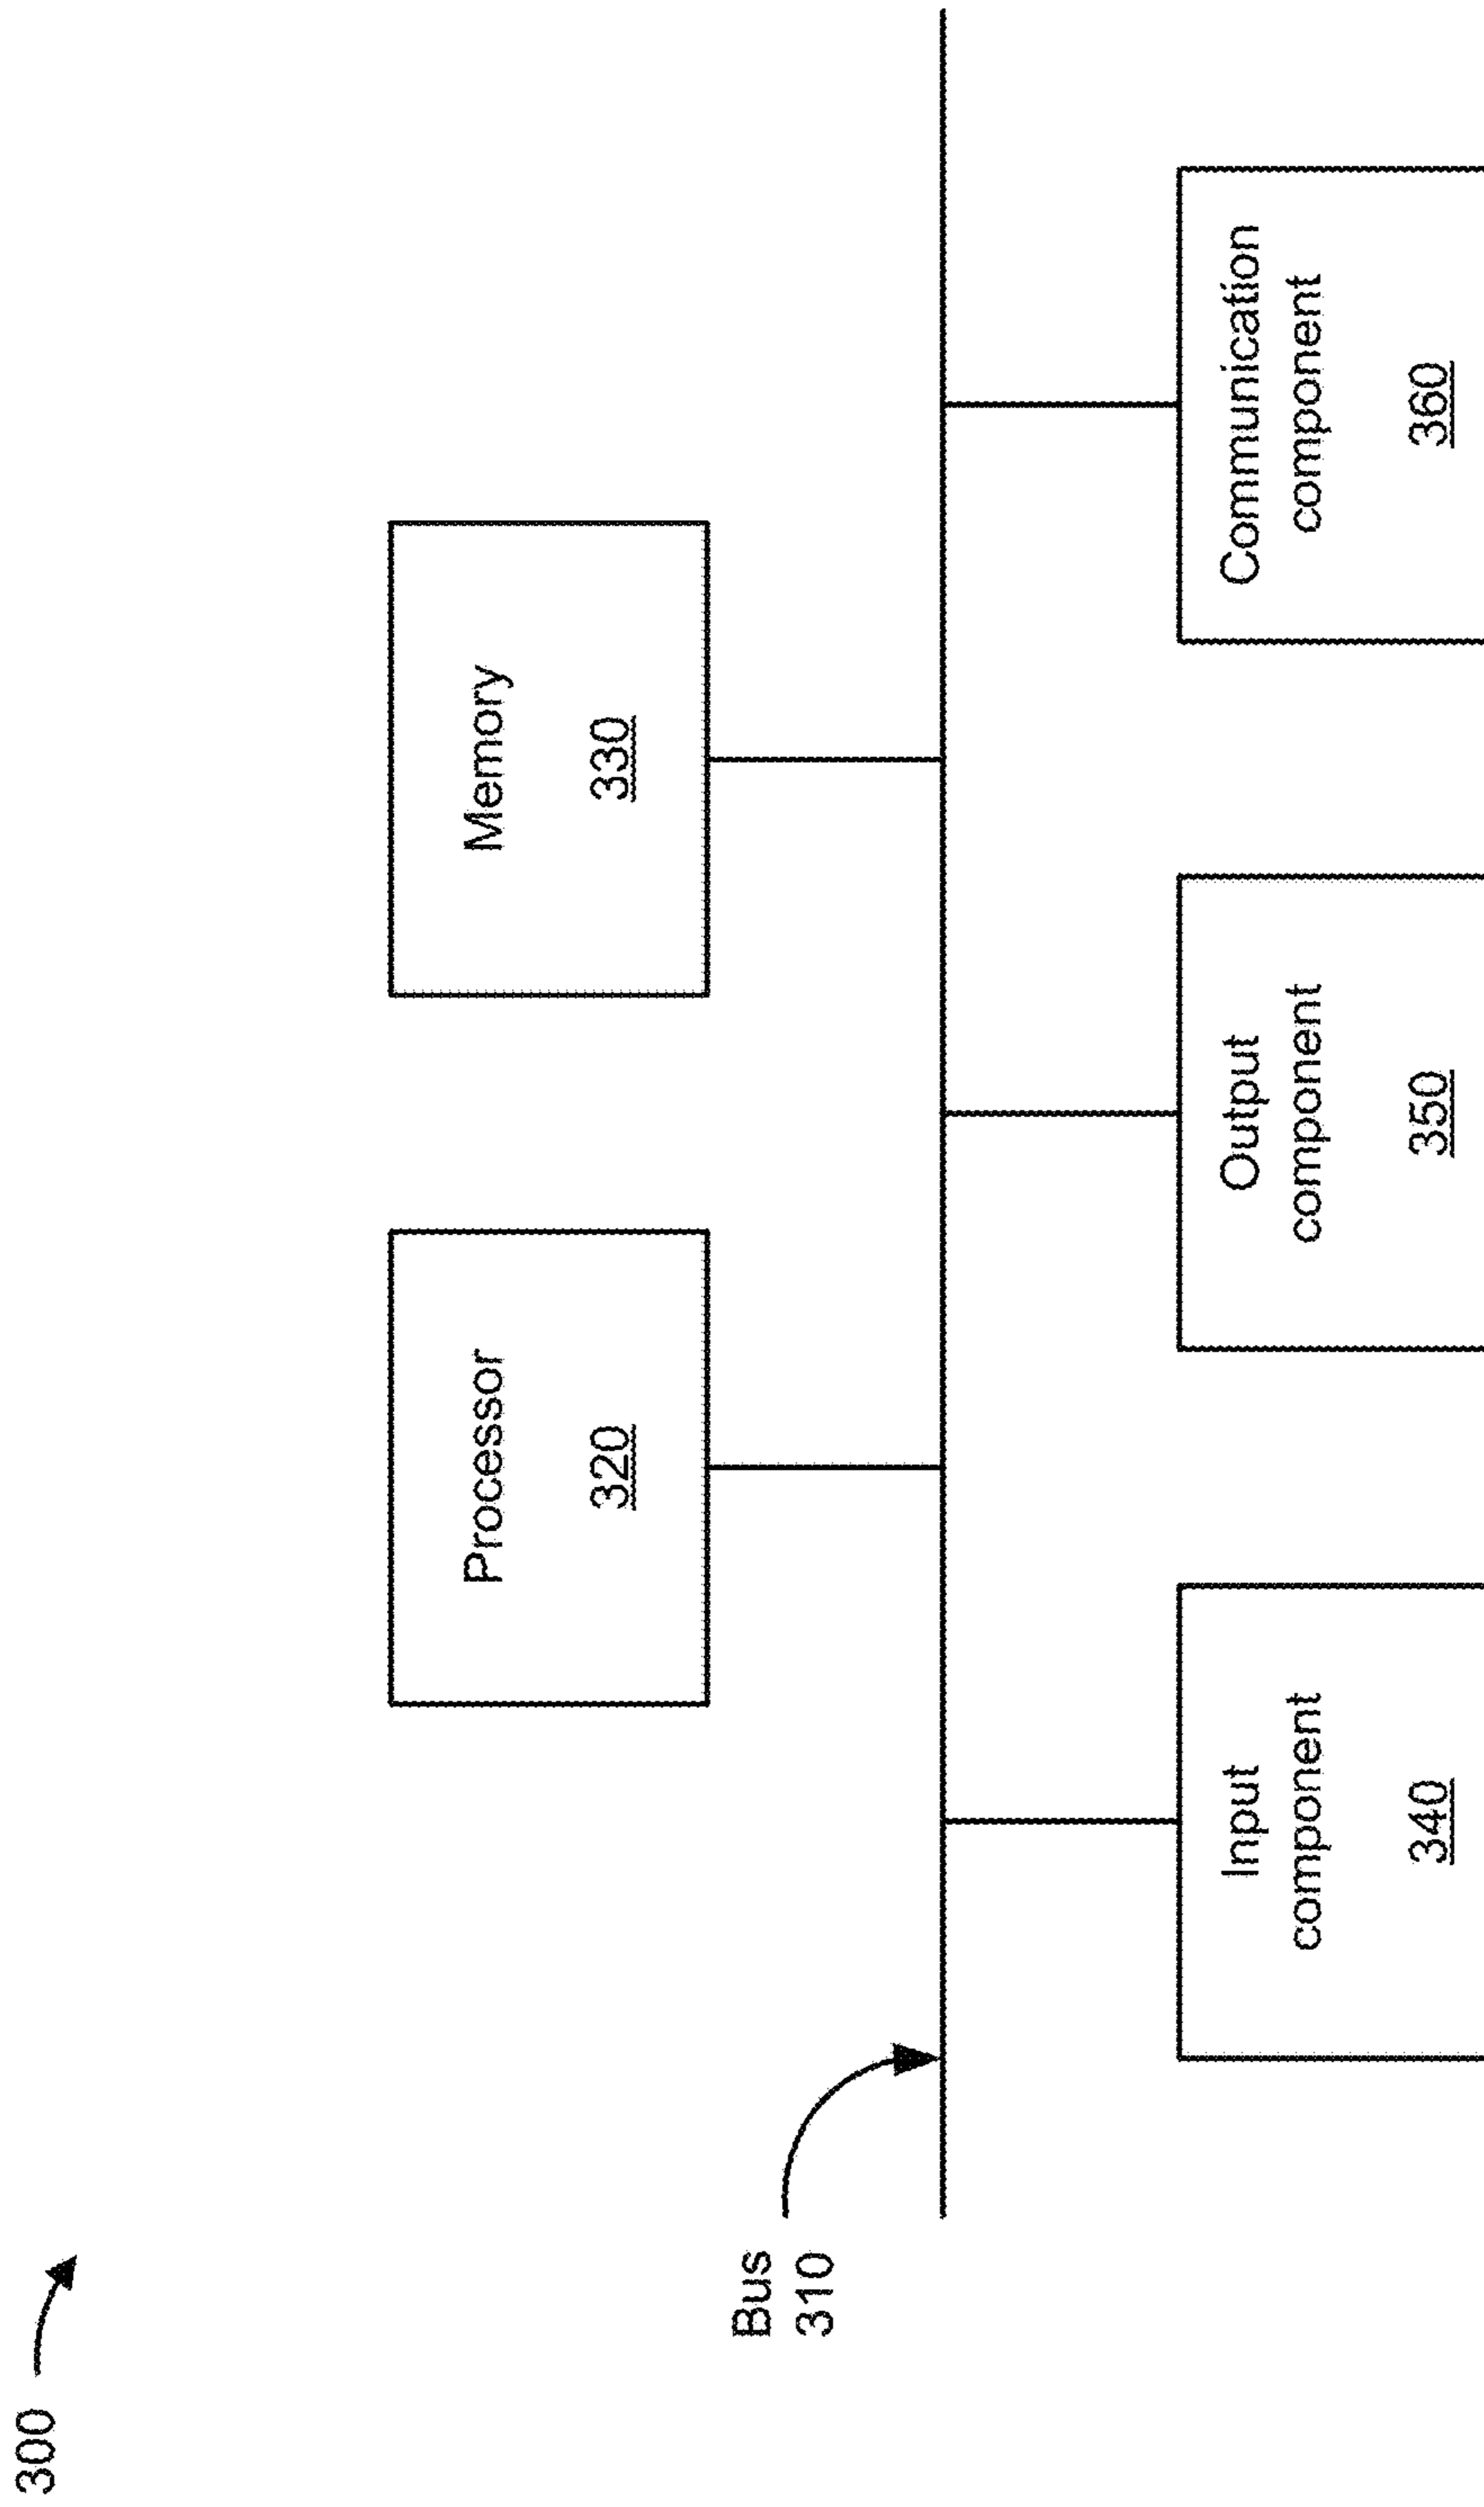 300
Processor
320
Memory
330
Bus
310
Input
component
340
Output
component
350
Communication
component
360